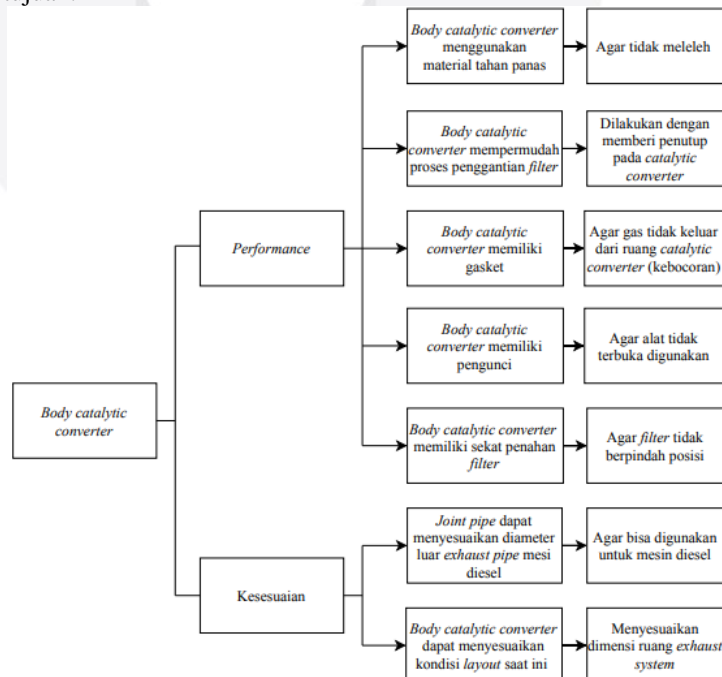 Body catalytic converter
menggunakan
material tahan panas
Agar tidak meleleh
Body catalytic
converter mempermudah
proses penggantian filter
Dilakukan dengan
memberi penutup
pada catalytic
converter
Performance
Body catalytic
converter memiliki
gasket
Agar gas tidak keluar
dari ruang catalytic
converter (kebocoran)
Body catalytic
converter memiliki
pengunci
Agar alat tidak
terbuka digunakan
Body catalytic
converter
Body catalytic converter
memiliki sekat penahan
filter
Agar filter tidak
berpindah posisi
Kesesuaian
Joint pipe dapat
menyesuaikan diameter
luar exhaust pipe mesi
diesel
Agar bisa digunakan
untuk mesin diesel
Body catalytic converter
dapat menyesuaikan
kondisi layout saat ini
Menyesuaikan
dimensi ruang exhaust
system